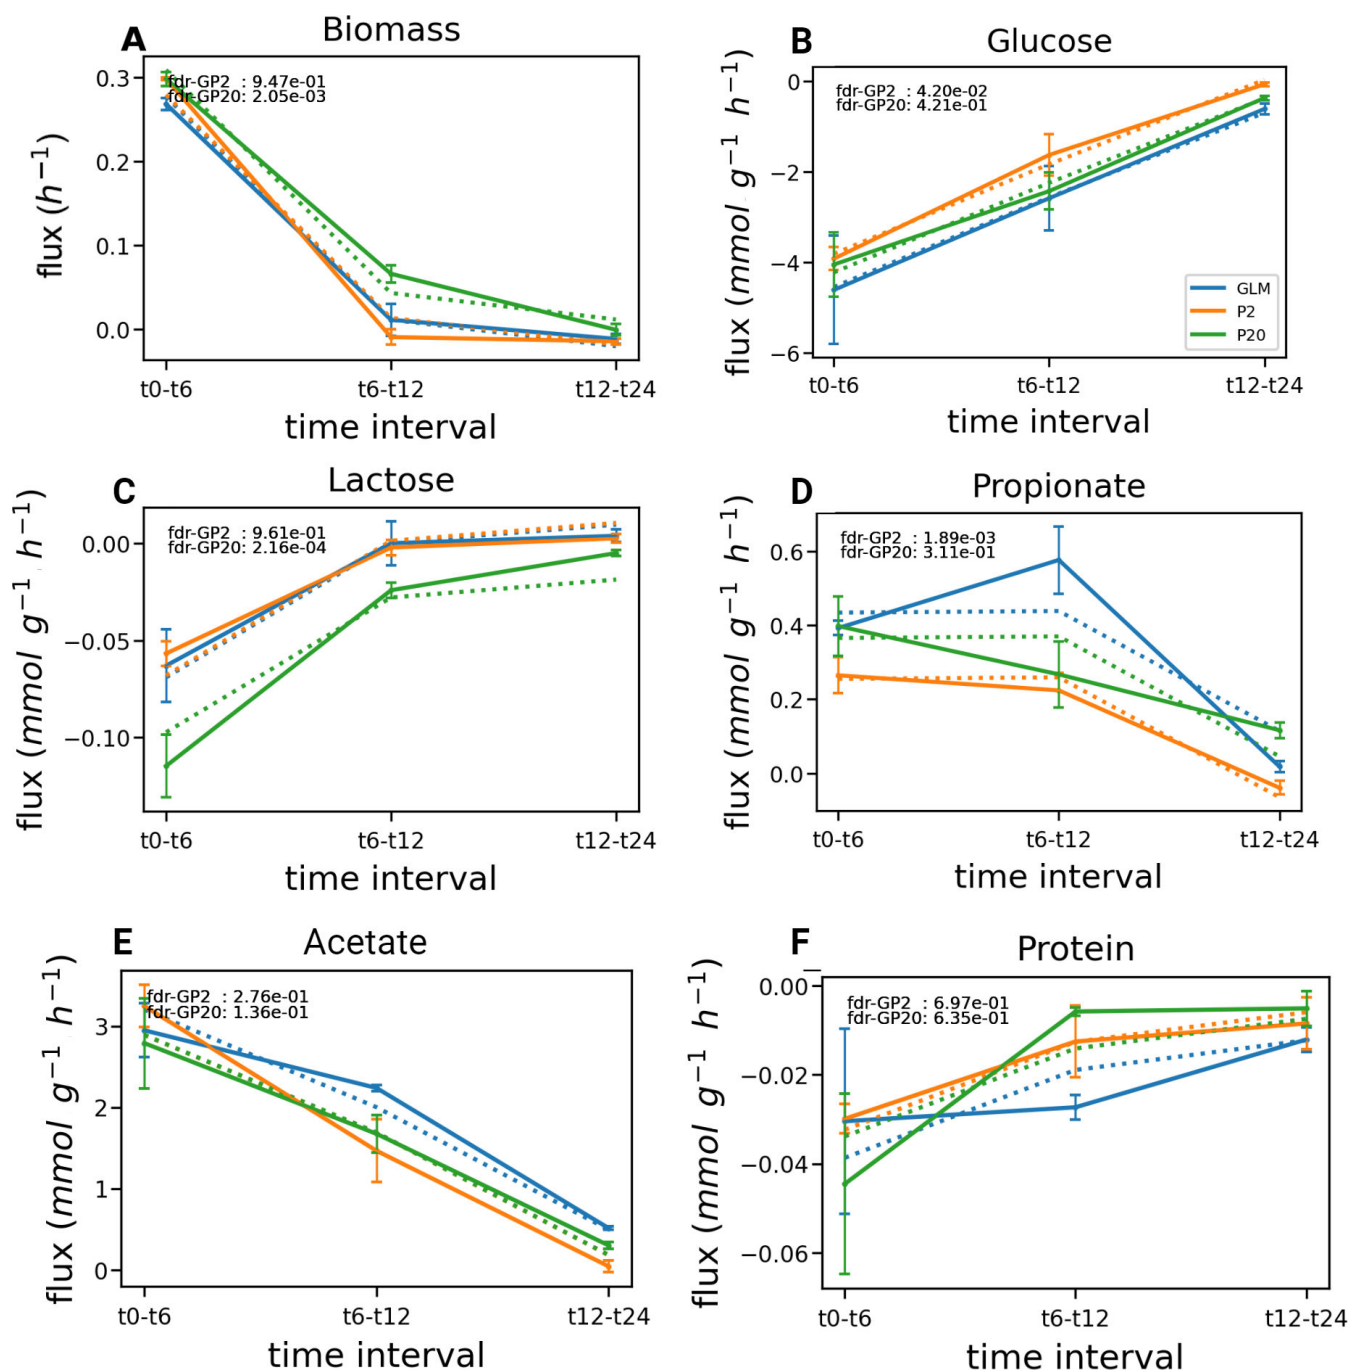 A
Biomass
flux (h⁻¹)
0.3
0.2
0.1
0.0
fdr-GP2 : 9.47e-01
fdr-GP20: 2.05e-03
t0-t6
t6-t12
t12-t24
time interval
B
Glucose
flux (mmol g⁻¹ h⁻¹)
0
−2
−4
−6
fdr-GP2 : 4.20e-02
fdr-GP20: 4.21e-01
GLM
P2
P20
t0-t6
t6-t12
t12-t24
time interval
C
Lactose
flux (mmol g⁻¹ h⁻¹)
0.00
−0.05
−0.10
fdr-GP2 : 9.61e-01
fdr-GP20: 2.16e-04
t0-t6
t6-t12
t12-t24
time interval
D
Propionate
flux (mmol g⁻¹ h⁻¹)
0.6
0.4
0.2
0.0
fdr-GP2 : 1.89e-03
fdr-GP20: 3.11e-01
t0-t6
t6-t12
t12-t24
time interval
E
Acetate
flux (mmol g⁻¹ h⁻¹)
3
2
1
0
fdr-GP2 : 2.76e-01
fdr-GP20: 1.36e-01
t0-t6
t6-t12
t12-t24
time interval
F
Protein
flux (mmol g⁻¹ h⁻¹)
0.00
−0.02
−0.04
−0.06
fdr-GP2 : 6.97e-01
fdr-GP20: 6.35e-01
t0-t6
t6-t12
t12-t24
time interval